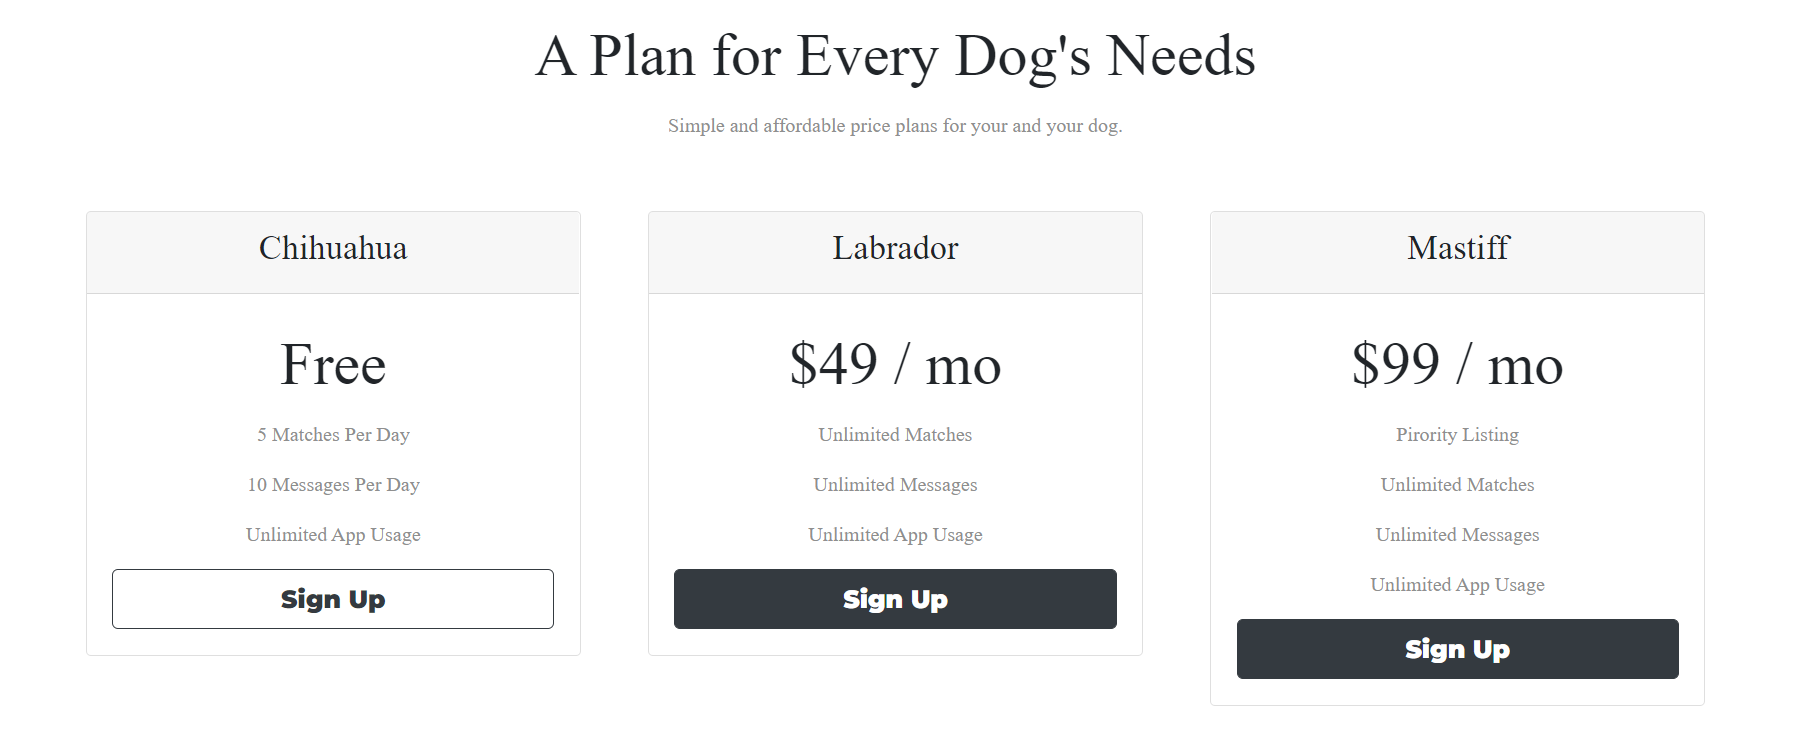 A Plan for Every Dog's Needs
Simple and affordable price plans for your and your dog.
Chihuahua
Free
5 Matches Per Day
10 Messages Per Day
Unlimited App Usage
Sign Up
Labrador
$49 / mo
Unlimited Matches
Unlimited Messages
Unlimited App Usage
Sign Up
Mastiff
$99 / mo
Pirority Listing
Unlimited Matches
Unlimited Messages
Unlimited App Usage
Sign Up